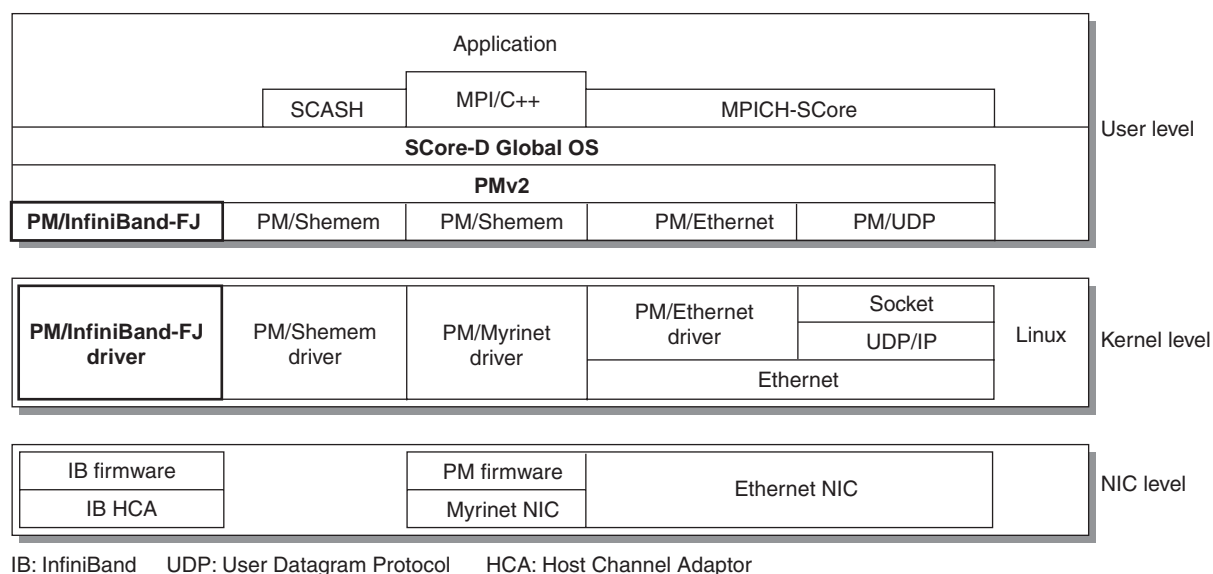 Application
SCASH
MPI/C++
MPICH-SCore
User level
SCore-D Global OS
PMv2
PM/InfiniBand-FJ
PM/Shemem
PM/Shemem
PM/Ethernet
PM/UDP
PM/InfiniBand-FJ
driver
PM/Shemem
driver
PM/Myrinet
driver
PM/Ethernet
driver
Socket
UDP/IP
Ethernet
Linux
Kernel level
IB firmware
IB HCA
PM firmware
Myrinet NIC
Ethernet NIC
NIC level
IB: InfiniBand UDP: User Datagram Protocol HCA: Host Channel Adaptor